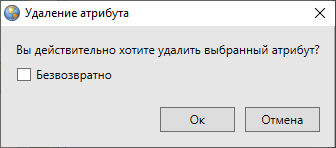 Удаление атрибута
Вы действительно хотите удалить выбранный атрибут?
Безвозвратно
Ок
Отмена